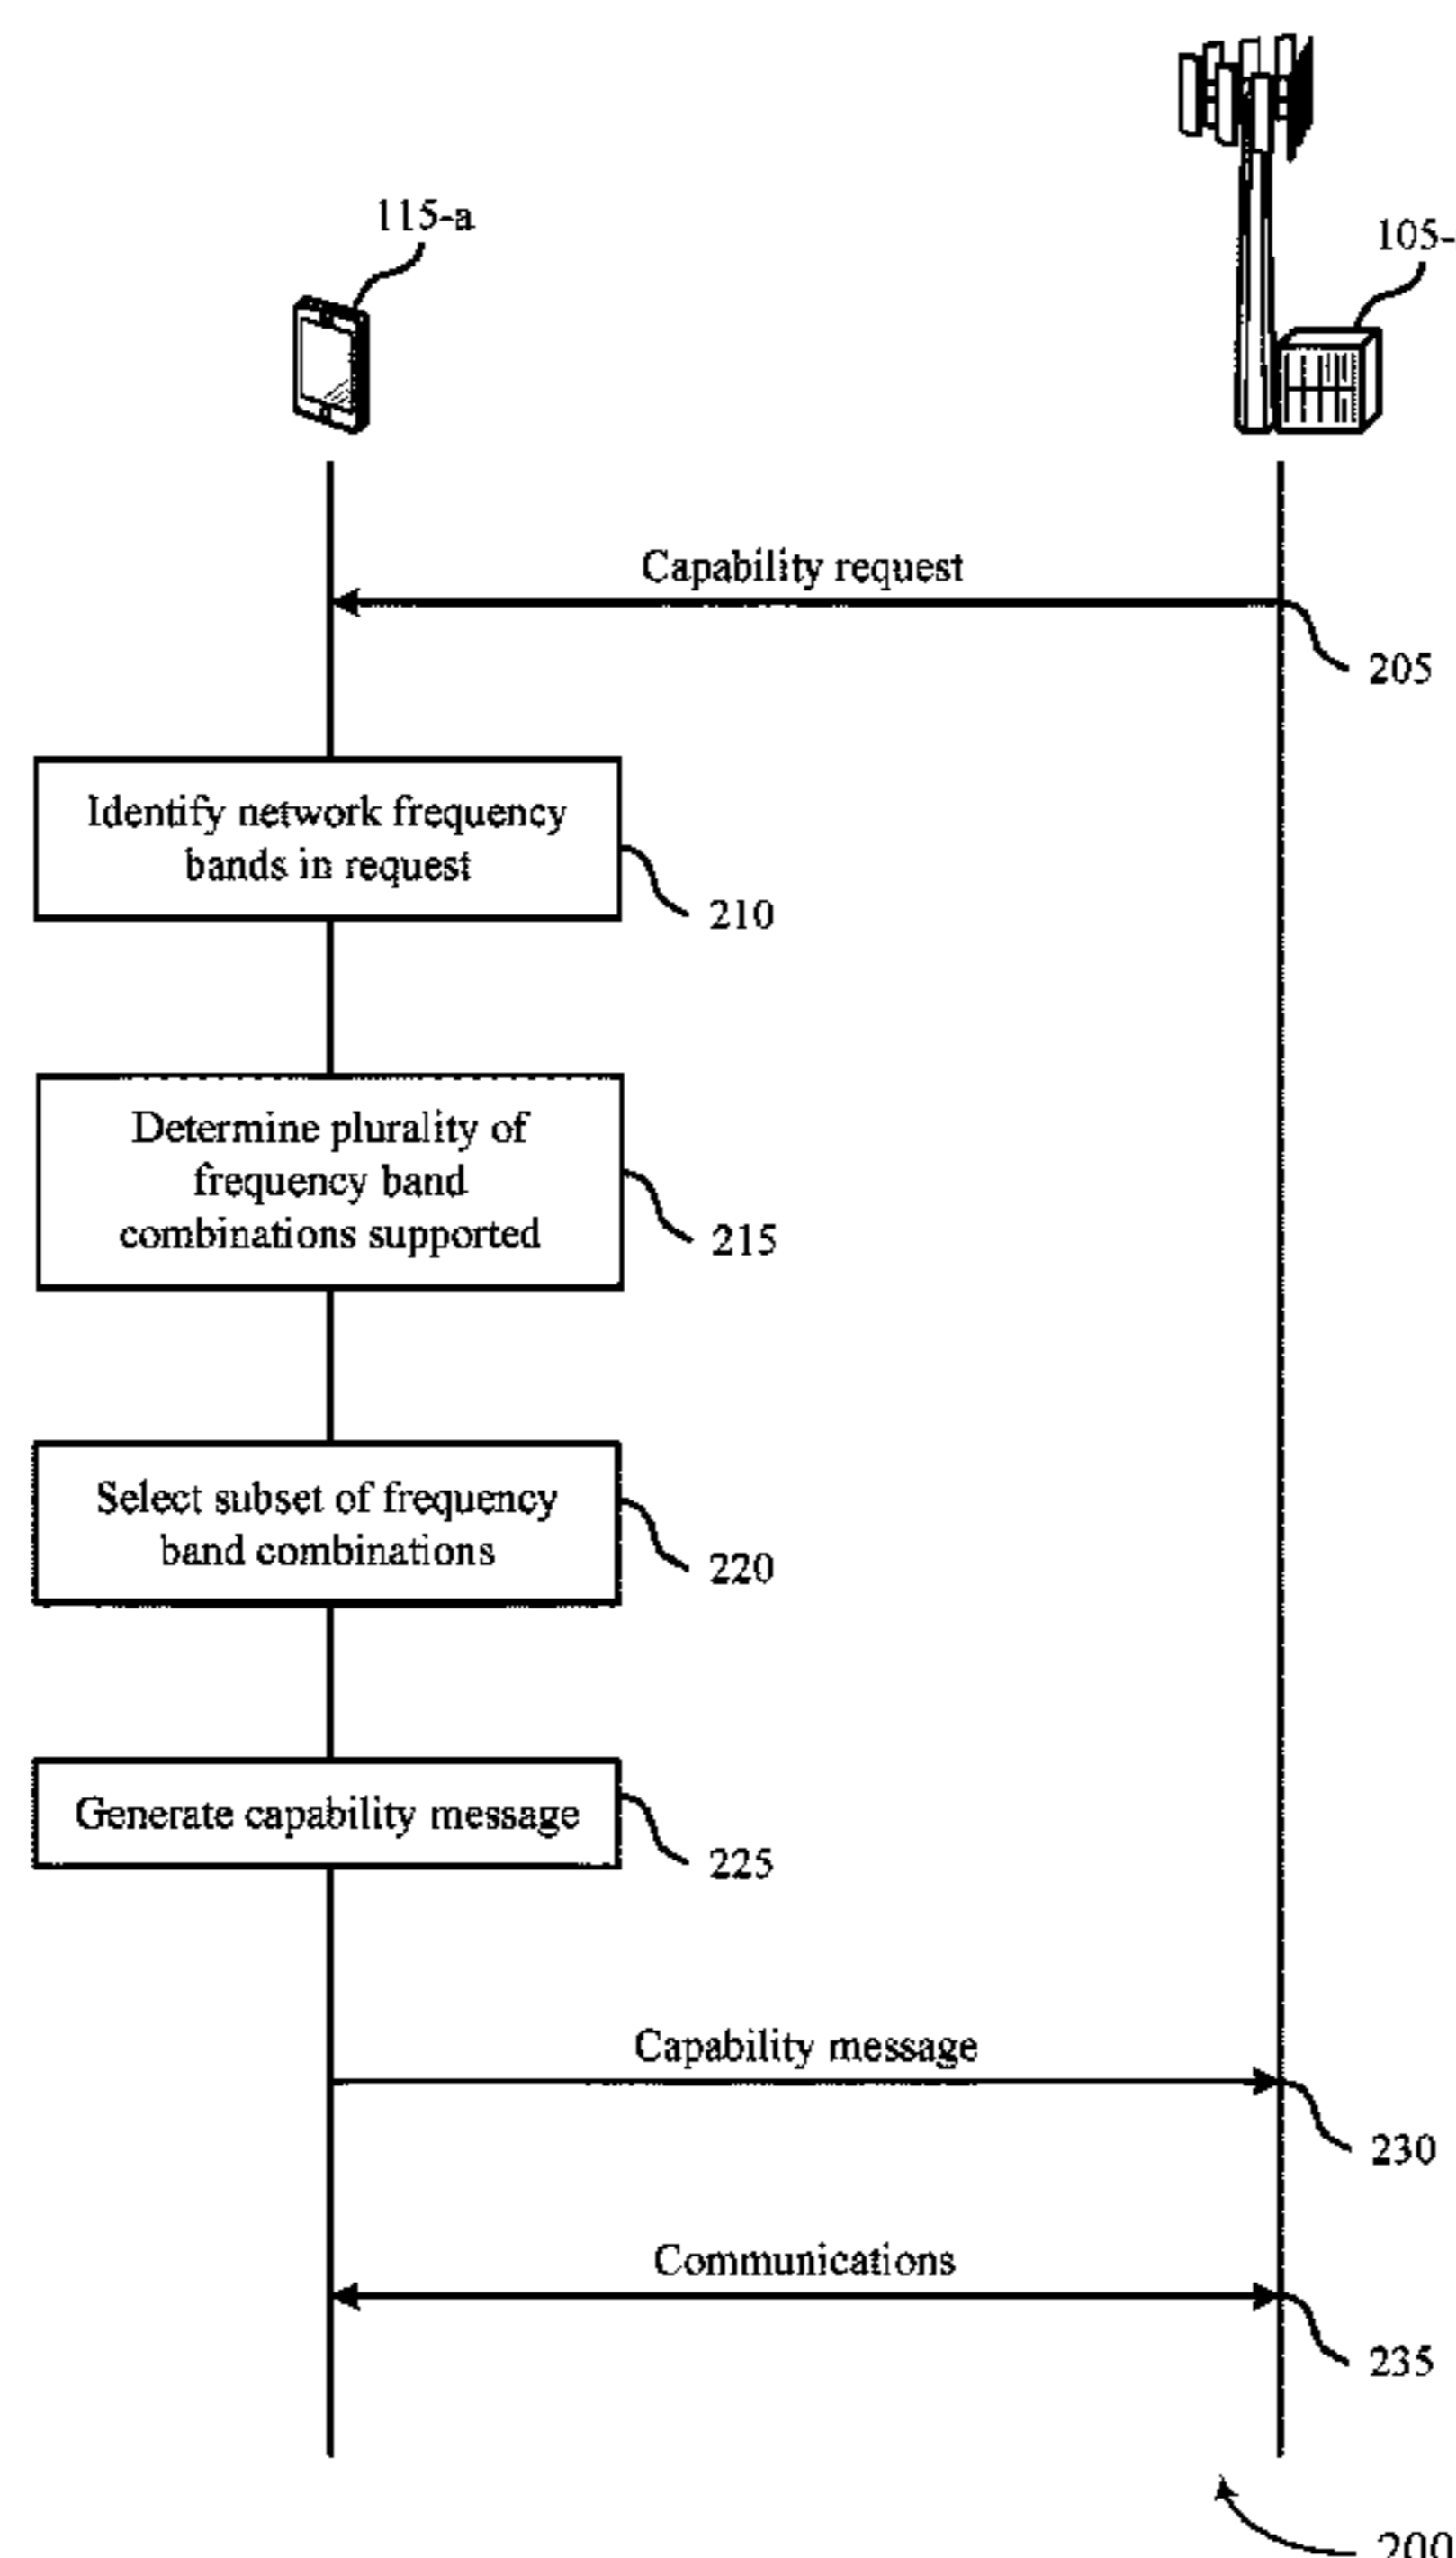 115-a
105-
Capability request
205
Identify network frequency
bands in request
210
Determine plurality of
frequency band
combinations supported
215
Select subset of frequency
band combinations
220
Generate capability message
225
Capability message
230
Communications
235
200